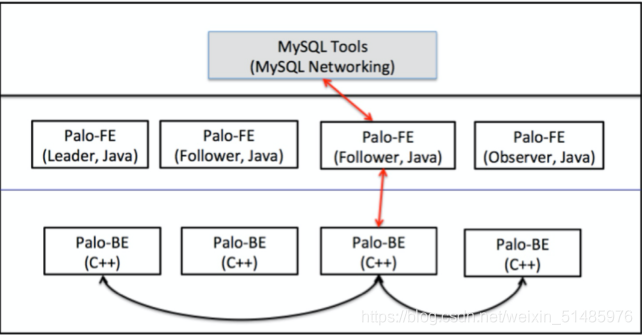 MySQL Tools
(MySQL Networking)
Palo-FE
(Leader, Java)
Palo-FE
(Follower, Java)
Palo-FE
(Follower, Java)
Palo-FE
(Observer, Java)
Palo-BE
(C++)
Palo-BE
(C++)
Palo-BE
(C++)
Palo-BE
(C++)
https://blog.csdn.net/weixin_51485976